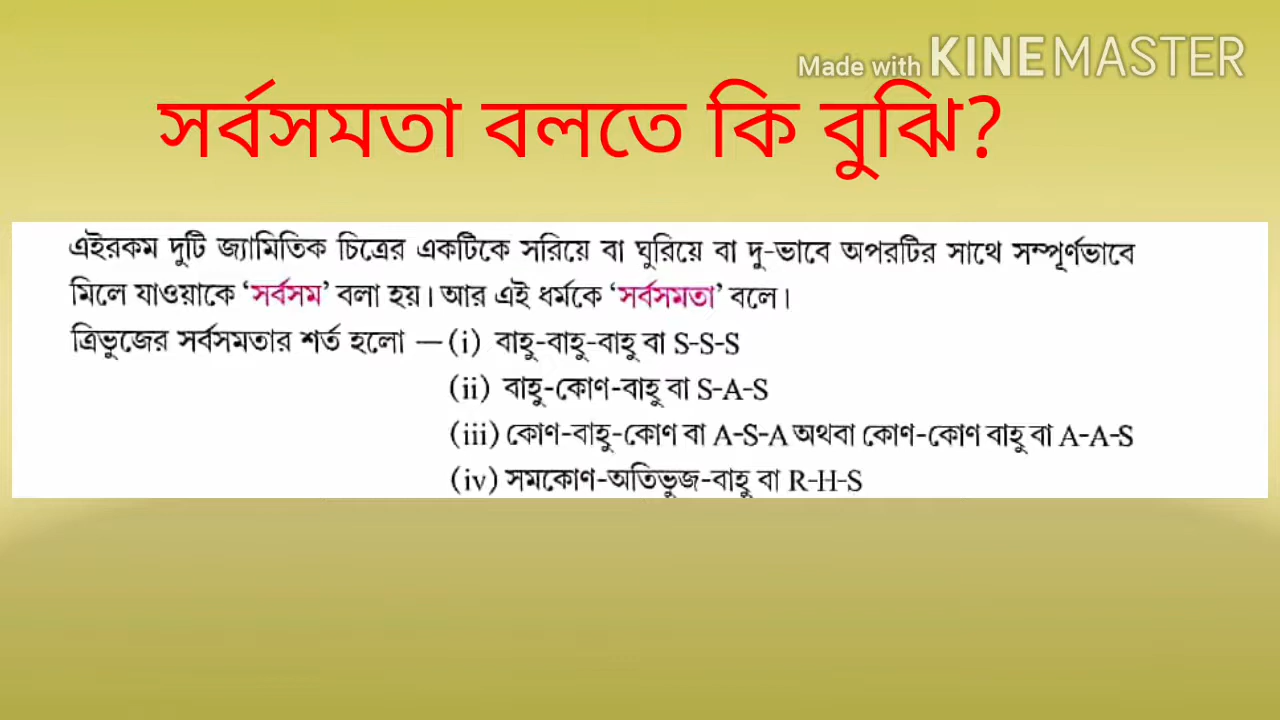 Made with KINEMASTER
সর্বসমতা বলতে কি বুঝি?
এইরকম দুটি জ্যামিতিক চিত্রের একটিকে সরিয়ে বা ঘুরিয়ে বা দু-ভাবে অপরটির সাথে সম্পূর্ণভাবে
মিলে যাওয়াকে ‘সর্বসম’ বলা হয়। আর এই ধর্মকে ‘সর্বসমতা’ বলে।
ত্রিভুজের সর্বসমতার শর্ত হলো —(i) বাহু-বাহু-বাহু বা S-S-S
(ii) বাহু-কোণ-বাহু বা S-A-S
(iii) কোণ-বাহু-কোণ বা A-S-A অথবা কোণ-কোণ বাহু বা A-A-S
(iv) সমকোণ-অতিভুজ-বাহু বা R-H-S